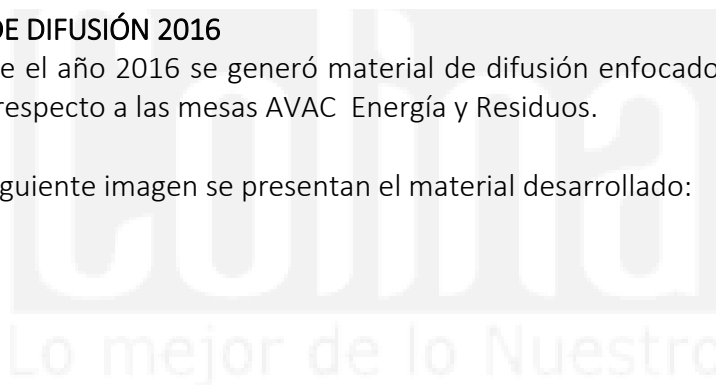 DE DIFUSIÓN 2016
e el año 2016 se generó material de difusión enfocado
respecto a las mesas AVAC Energía y Residuos.
guiente imagen se presentan el material desarrollado:
Colina
Lo mejor de lo Nuestro